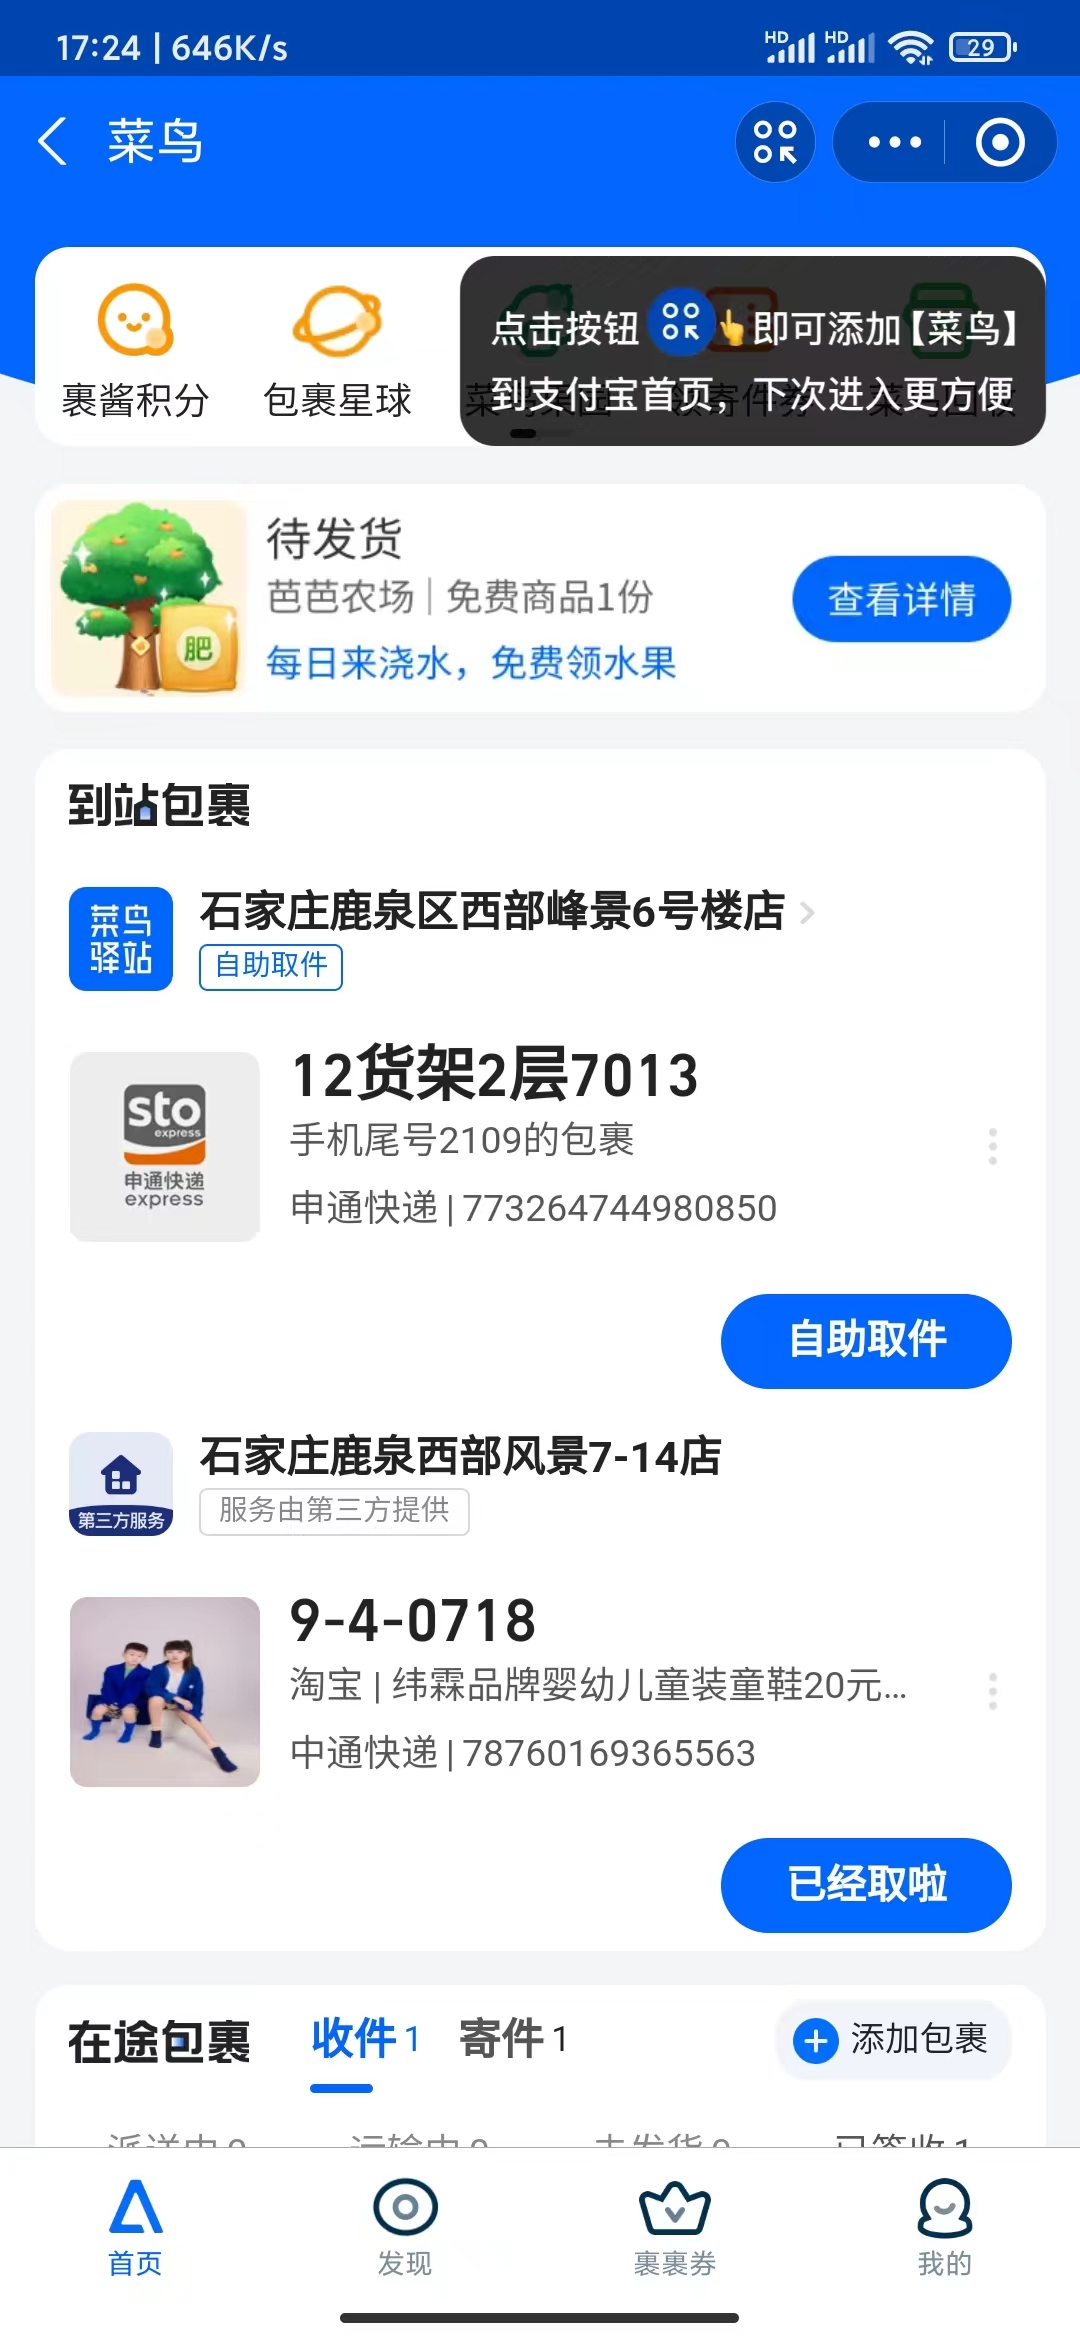 17:24 | 646K/s
HD HD 29
菜鸟
点击按钮 即可添加【菜鸟】
到支付宝首页，下次进入更方便
裹酱积分 包裹星球
待发货
芭芭农场 | 免费商品1份
每日来浇水，免费领水果
肥
查看详情
到站包裹
菜鸟
驿站
石家庄鹿泉区西部峰景6号楼店
自助取件
sto
express
申通快递
express
12货架2层7013
手机尾号2109的包裹
申通快递 | 773264744980850
自助取件
第三方服务
石家庄鹿泉西部风景7-14店
服务由第三方提供
9-4-0718
淘宝 | 纬霖品牌婴幼儿童装童鞋20元...
中通快递 | 78760169365563
已经取啦
在途包裹 收件 1 寄件 1 添加包裹
首页 发现 裹裹券 我的